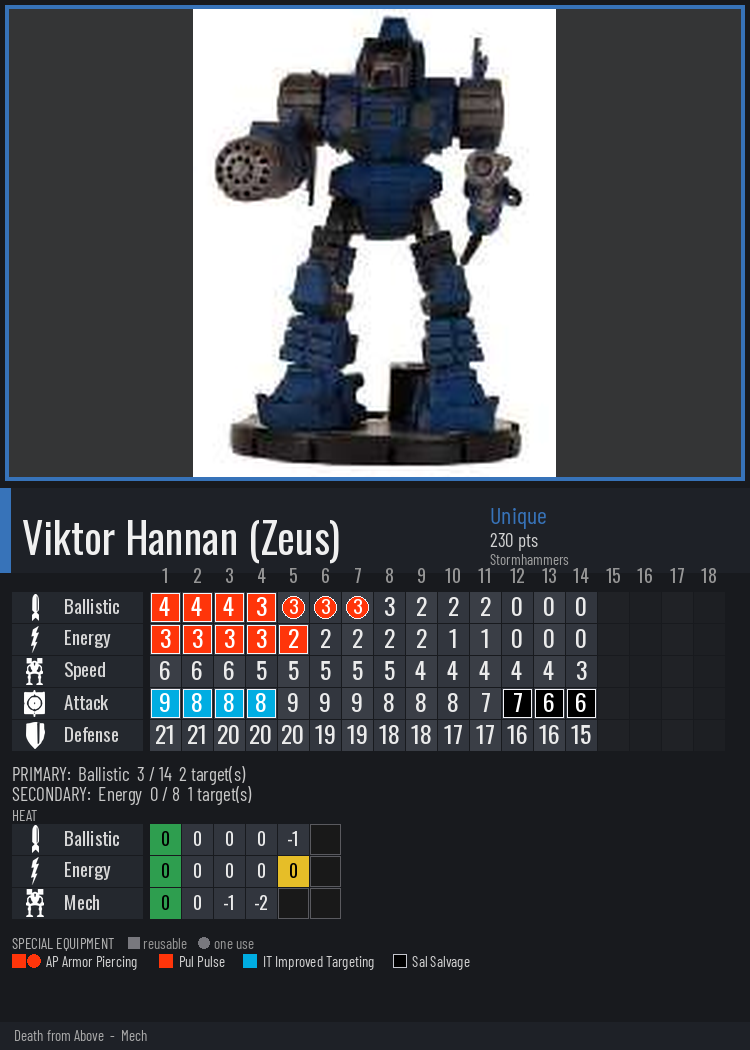 Viktor Hannan (Zeus)
Unique
230 pts
Stormhammers
1 2 3 4 5 6 7 8 9 10 11 12 13 14 15 16 17 18
Ballistic 4 4 4 3 3 3 3 3 2 2 2 0 0 0
Energy 3 3 3 3 2 2 2 2 2 1 1 0 0 0
Speed 6 6 6 5 5 5 5 5 4 4 4 4 4 3
Attack 9 8 8 8 9 9 9 8 8 8 7 7 6 6
Defense 21 21 20 20 20 19 19 18 18 17 17 16 16 15
PRIMARY: Ballistic 3 / 14 2 target(s)
SECONDARY: Energy 0 / 8 1 target(s)
HEAT
Ballistic 0 0 0 0 -1
Energy 0 0 0 0 0
Mech 0 0 -1 -2
SPECIAL EQUIPMENT reusable one use
AP Armor Piercing Pul Pulse IT Improved Targeting Sal Salvage
Death from Above - Mech